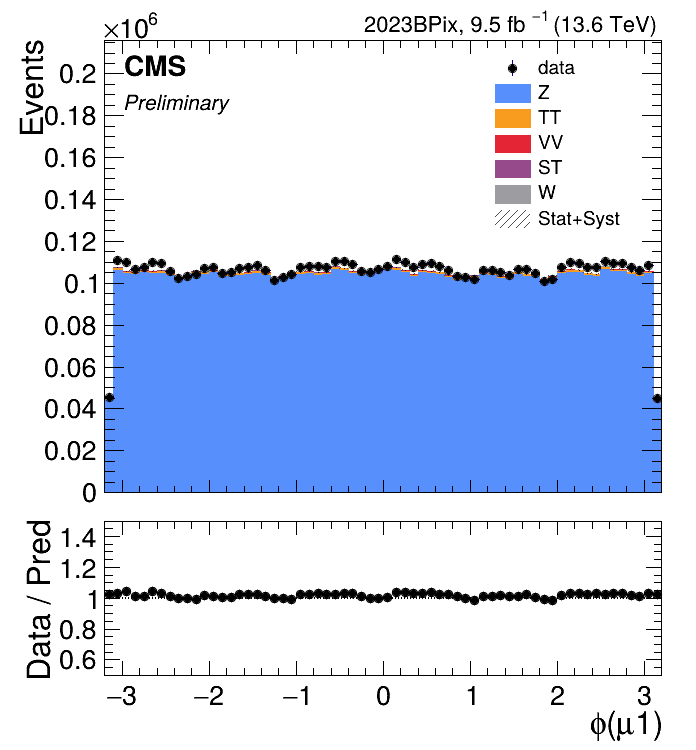 ×10^6
2023BPix, 9.5 fb ⁻¹ (13.6 TeV)
Events
CMS
Preliminary
data
Z
TT
VV
ST
W
Stat+Syst
0.2
0.18
0.16
0.14
0.12
0.1
0.08
0.06
0.04
0.02
0
Data / Pred
1.4
1.2
1
0.8
0.6
−3 −2 −1 0 1 2 3
ϕ(μ1)